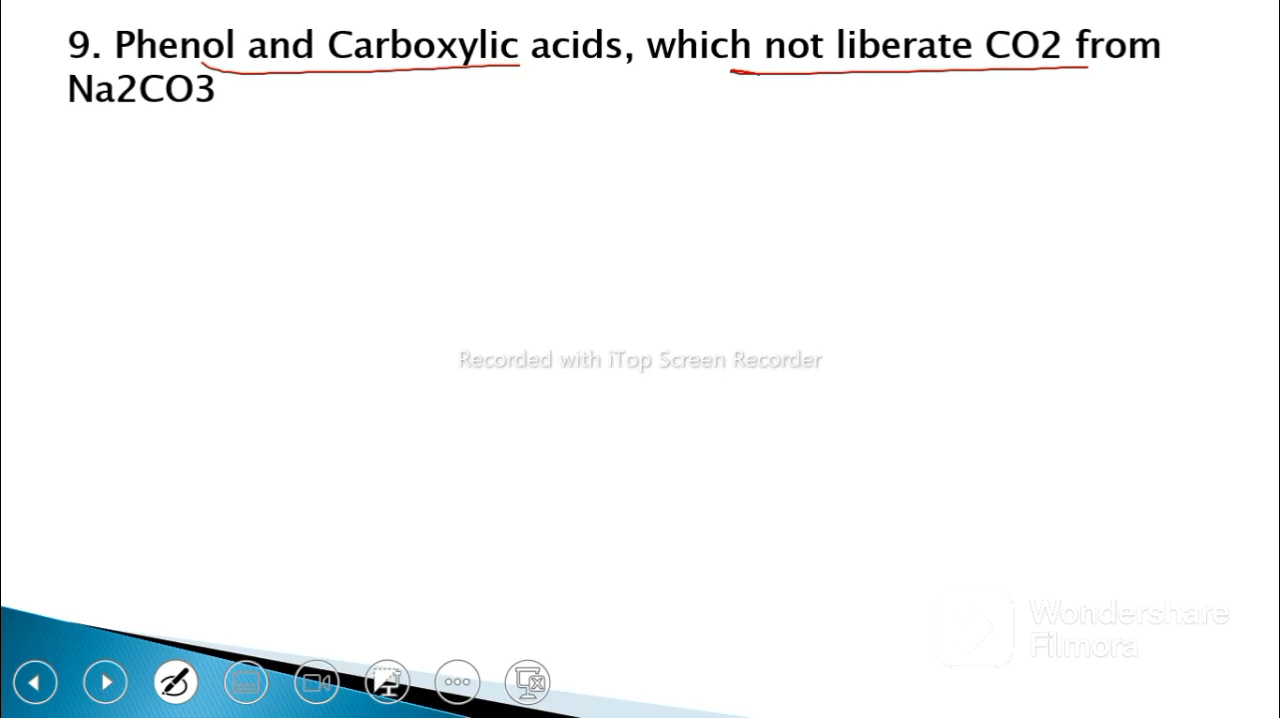 9. Phenol and Carboxylic acids, which not liberate CO2 from
Na2CO3
Recorded with iTop Screen Recorder
Wondershare
Filmora